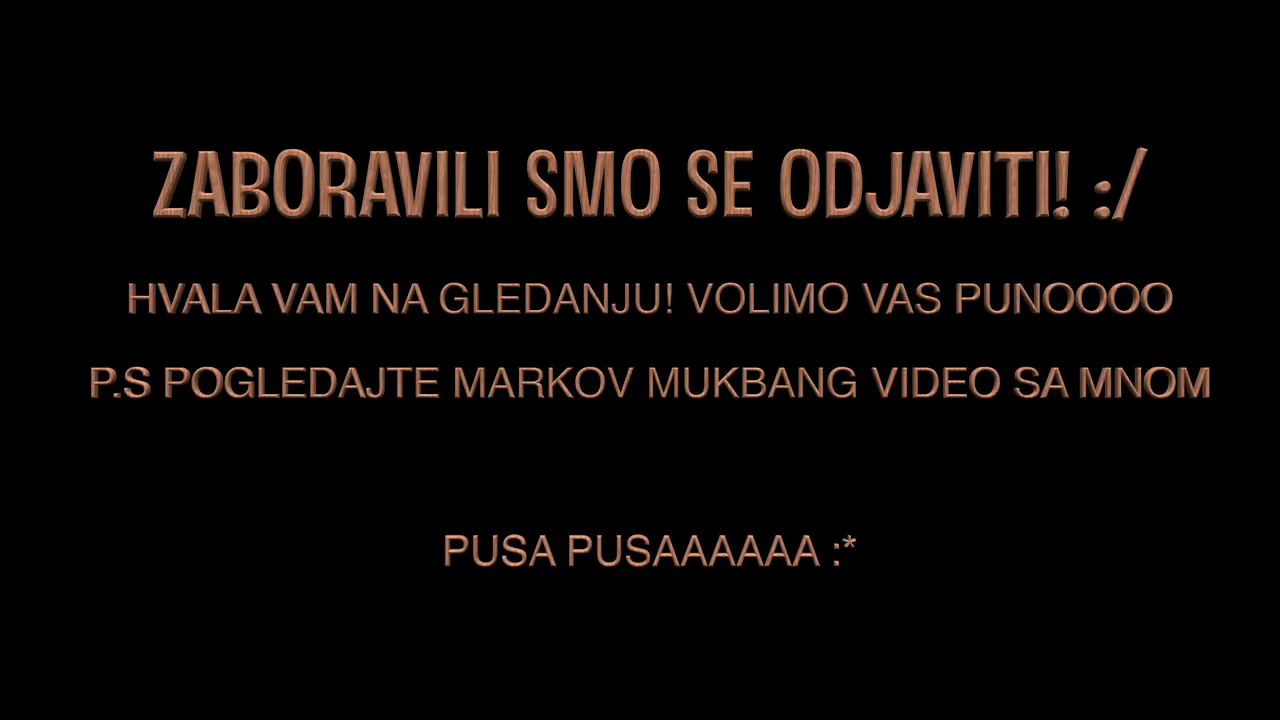 ZABORAVILI SMO SE ODJAVITI! :/
HVALA VAM NA GLEDANJU! VOLIMO VAS PUNOOOO
P.S POGLEDAJTE MARKOV MUKBANG VIDEO SA MNOM
PUSA PUSAAAAAA :*